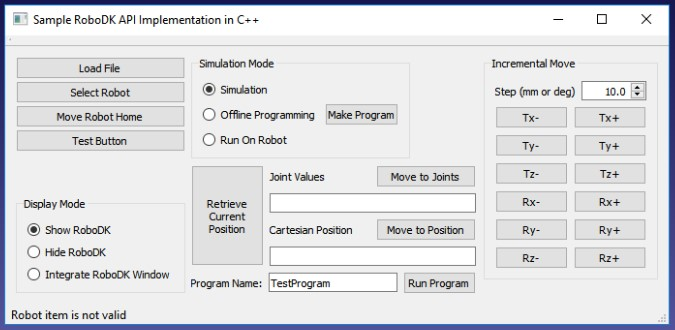 Sample RoboDK API Implementation in C++
Load File
Select Robot
Move Robot Home
Test Button
Simulation Mode
Simulation
Offline Programming
Make Program
Run On Robot
Display Mode
Show RoboDK
Hide RoboDK
Integrate RoboDK Window
Retrieve
Current
Position
Joint Values
Move to Joints
Cartesian Position
Move to Position
Program Name:
TestProgram
Run Program
Incremental Move
Step (mm or deg)
10.0
Tx- Tx+
Ty- Ty+
Tz- Tz+
Rx- Rx+
Ry- Ry+
Rz- Rz+
Robot item is not valid